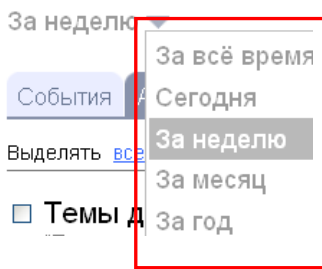 За неделю
За всё время
События
Сегодня
За неделю
Выделять все
За месяц
Темы
За год